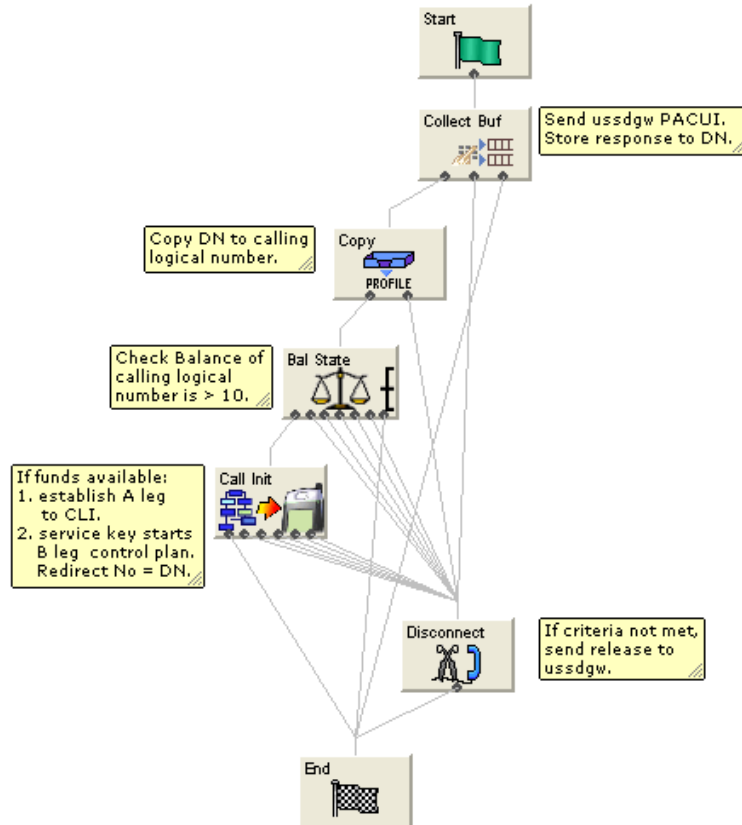 Start
Collect Buf
Send ussdgw PACUI.
Store response to DN.
Copy DN to calling
logical number.
Copy
PROFILE
Check Balance of
calling logical
number is > 10.
Bal State
If funds available:
1. establish A leg
to CLI.
2. service key starts
B leg control plan.
Redirect No = DN.
Call Init
Disconnect
If criteria not met,
send release to
ussdgw.
End